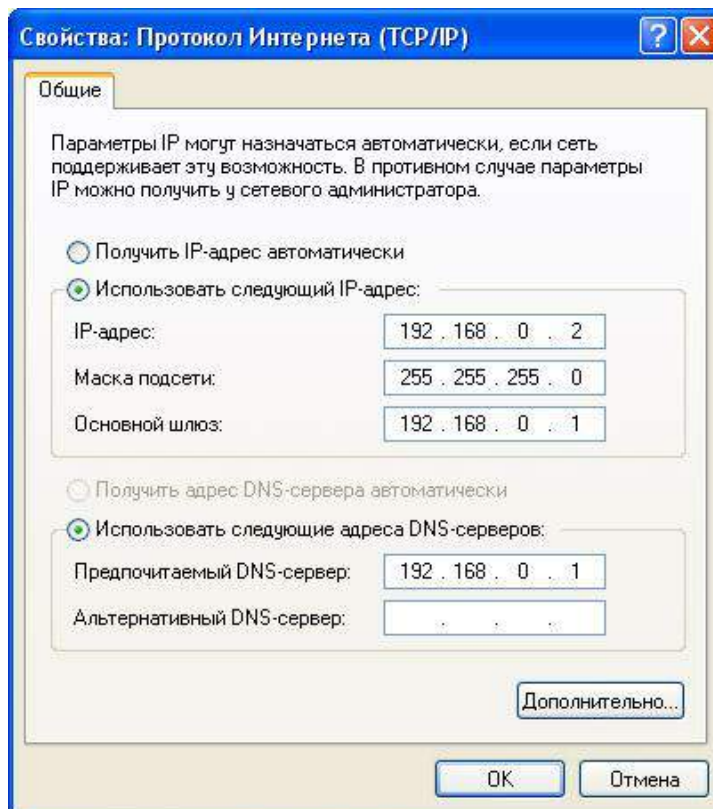 Свойства: Протокол Интернета (TCP/IP)
Общие
Параметры IP могут назначаться автоматически, если сеть
поддерживает эту возможность. В противном случае параметры
IP можно получить у сетевого администратора.
Получить IP-адрес автоматически
Использовать следующий IP-адрес:
IP-адрес: 192 . 168 . 0 . 2
Маска подсети: 255 . 255 . 255 . 0
Основной шлюз: 192 . 168 . 0 . 1
Получить адрес DNS-сервера автоматически
Использовать следующие адреса DNS-серверов:
Предпочитаемый DNS-сервер: 192 . 168 . 0 . 1
Альтернативный DNS-сервер: . . .
Дополнительно...
OK Отмена